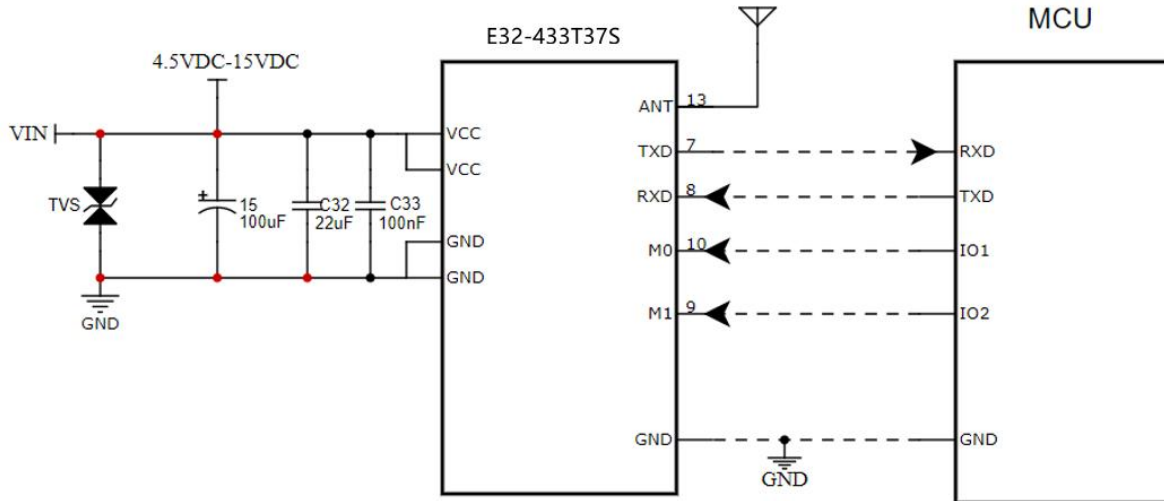 E32-433T37S
MCU
4.5VDC-15VDC
ANT 13
VIN
VCC
TXD 7
RXD
VCC
TVS
15
100uF
C32
22uF
C33
100nF
RXD 8
TXD
GND
M0 10
IO1
GND
GND
M1 9
IO2
GND
GND
GND